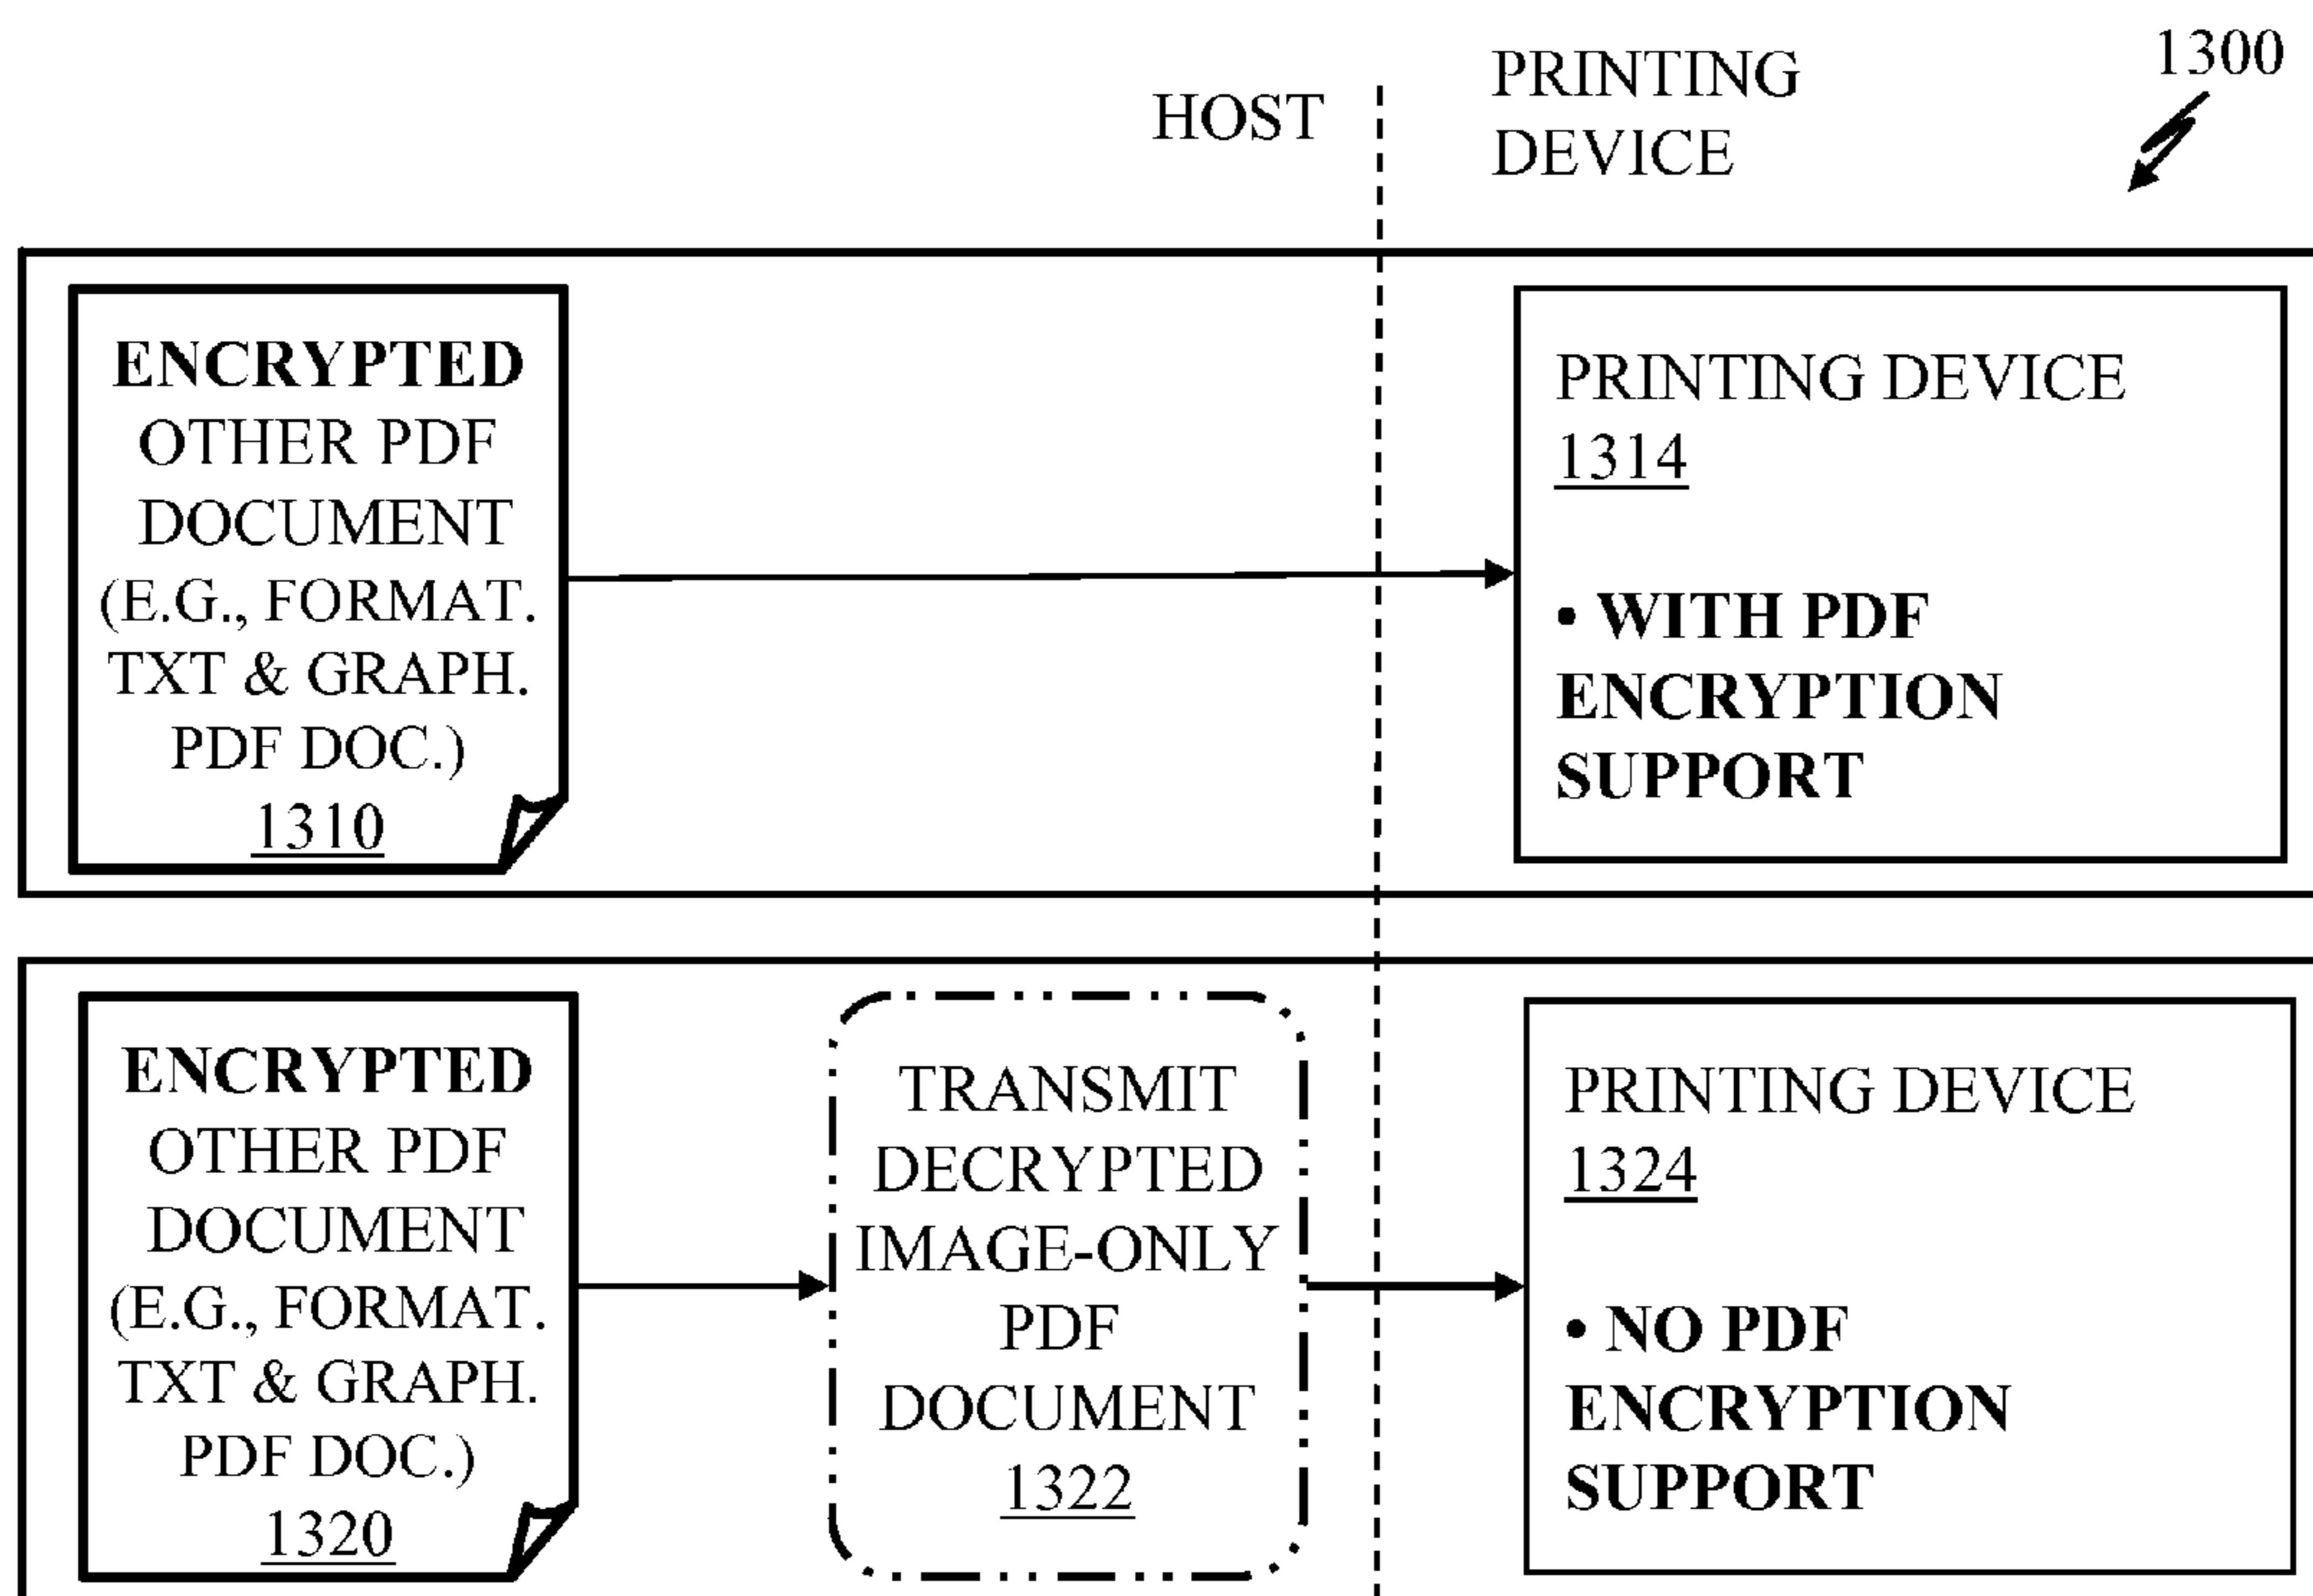 HOST
PRINTING
DEVICE
1300
ENCRYPTED
OTHER PDF
DOCUMENT
(E.G., FORMAT.
TXT & GRAPH.
PDF DOC.)
1310
PRINTING DEVICE
1314
• WITH PDF
ENCRYPTION
SUPPORT
ENCRYPTED
OTHER PDF
DOCUMENT
(E.G., FORMAT.
TXT & GRAPH.
PDF DOC.)
1320
TRANSMIT
DECRYPTED
IMAGE-ONLY
PDF
DOCUMENT
1322
PRINTING DEVICE
1324
• NO PDF
ENCRYPTION
SUPPORT